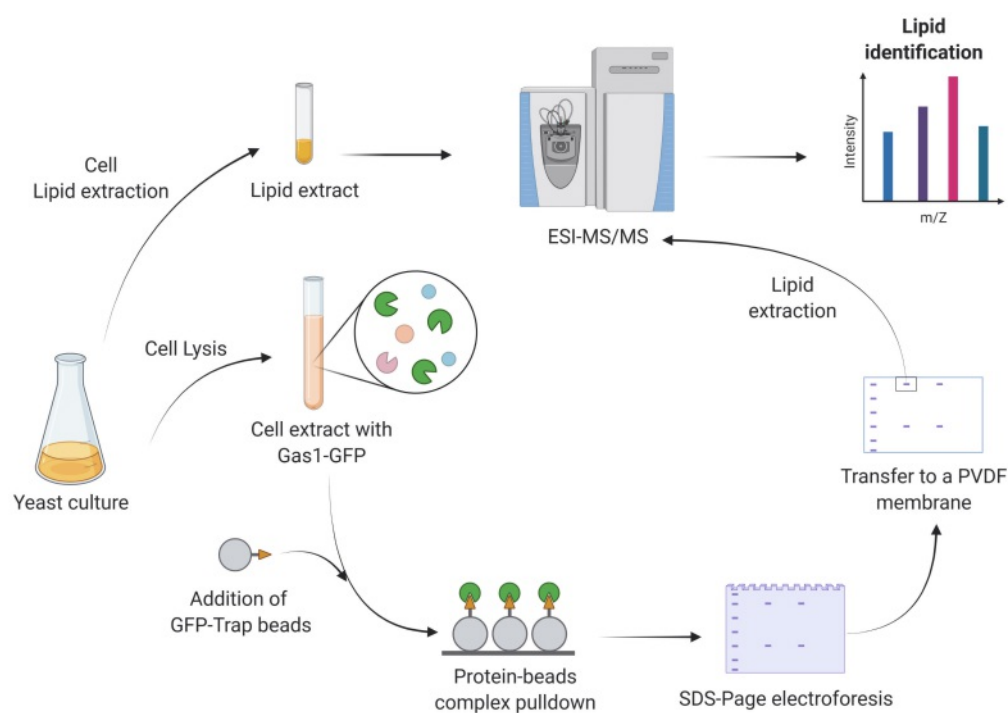 Lipid
identification
Intensity
m/Z
Cell
Lipid extraction
Lipid extract
ESI-MS/MS
Lipid
extraction
Cell Lysis
Cell extract with
Gas1-GFP
Yeast culture
Transfer to a PVDF
membrane
Addition of
GFP-Trap beads
Protein-beads
complex pulldown
SDS-Page electroforesis